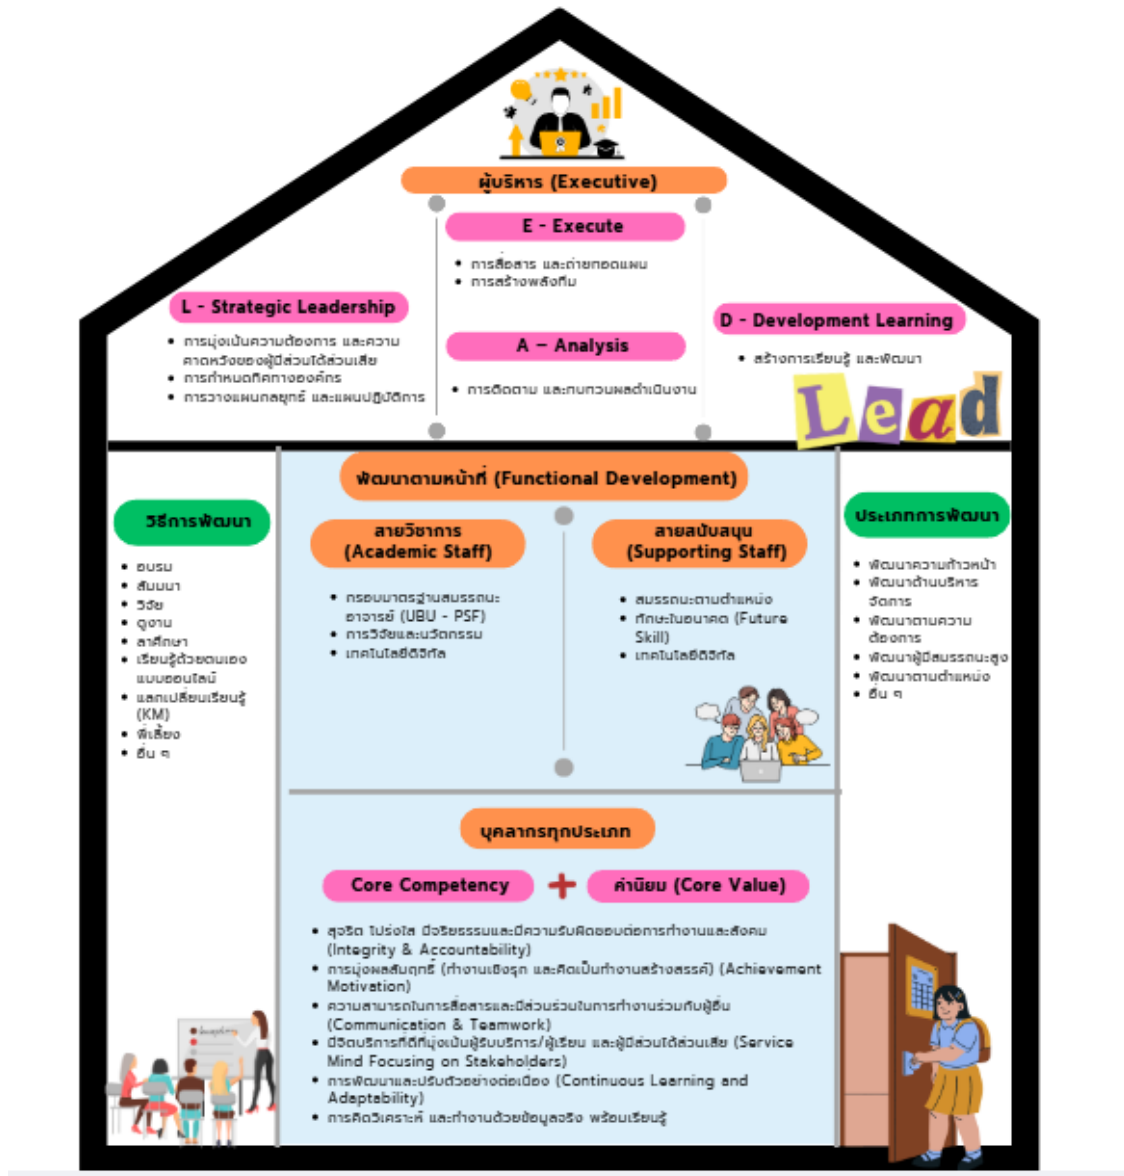 ผู้บริหาร (Executive)
E - Execute
• การสื่อสาร และถ่ายทอดแผน
• การสร้างพลังทีม
L - Strategic Leadership
• การมุ่งเน้นความต้องการ และความ
คาดหวังของผู้มีส่วนได้ส่วนเสีย
• การกำหนดทิศทางองค์กร
• การวางแผนกลยุทธ์ และแผนปฏิบัติการ
A – Analysis
• การติดตาม และทบทวนผลดำเนินงาน
D - Development Learning
• สร้างการเรียนรู้ และพัฒนา
Lead
พัฒนาตามหน้าที่ (Functional Development)
วิธีการพัฒนา
• อบรม
• สัมมนา
• วิจัย
• ดูงาน
• ลาศึกษา
• เรียนรู้ด้วยตนเอง
แบบออนไลน์
• แลกเปลี่ยนเรียนรู้
(KM)
• พี่เลี้ยง
• อื่น ๆ
สายวิชาการ
(Academic Staff)
• กรอบมาตรฐานสมรรถนะ
อาจารย์ (UBU - PSF)
• การวิจัยและนวัตกรรม
• เทคโนโลยีดิจิทัล
สายสนับสนุน
(Supporting Staff)
• สมรรถนะตามตำแหน่ง
• ทักษะในอนาคต (Future
Skill)
• เทคโนโลยีดิจิทัล
ประเภทการพัฒนา
• พัฒนาความก้าวหน้า
• พัฒนาด้านบริหาร
จัดการ
• พัฒนาตามความ
ต้องการ
• พัฒนาผู้มีสมรรถนะสูง
• พัฒนาตามตำแหน่ง
• อื่น ๆ
บุคลากรทุกประเภท
Core Competency + ค่านิยม (Core Value)
• สุจริต โปร่งใส มีจริยธรรมและมีความรับผิดชอบต่อการทำงานและสังคม
(Integrity & Accountability)
• การมุ่งผลสัมฤทธิ์ (ทำงานเชิงรุก และคิดเป็นทำงานสร้างสรรค์) (Achievement
Motivation)
• ความสามารถในการสื่อสารและมีส่วนร่วมในการทำงานร่วมกับผู้อื่น
(Communication & Teamwork)
• มีจิตบริการที่ดีที่มุ่งเน้นผู้รับบริการ/ผู้เรียน และผู้มีส่วนได้ส่วนเสีย (Service
Mind Focusing on Stakeholders)
• การพัฒนาและปรับตัวอย่างต่อเนื่อง (Continuous Learning and
Adaptability)
• การคิดวิเคราะห์ และทำงานด้วยข้อมูลจริง พร้อมเรียนรู้